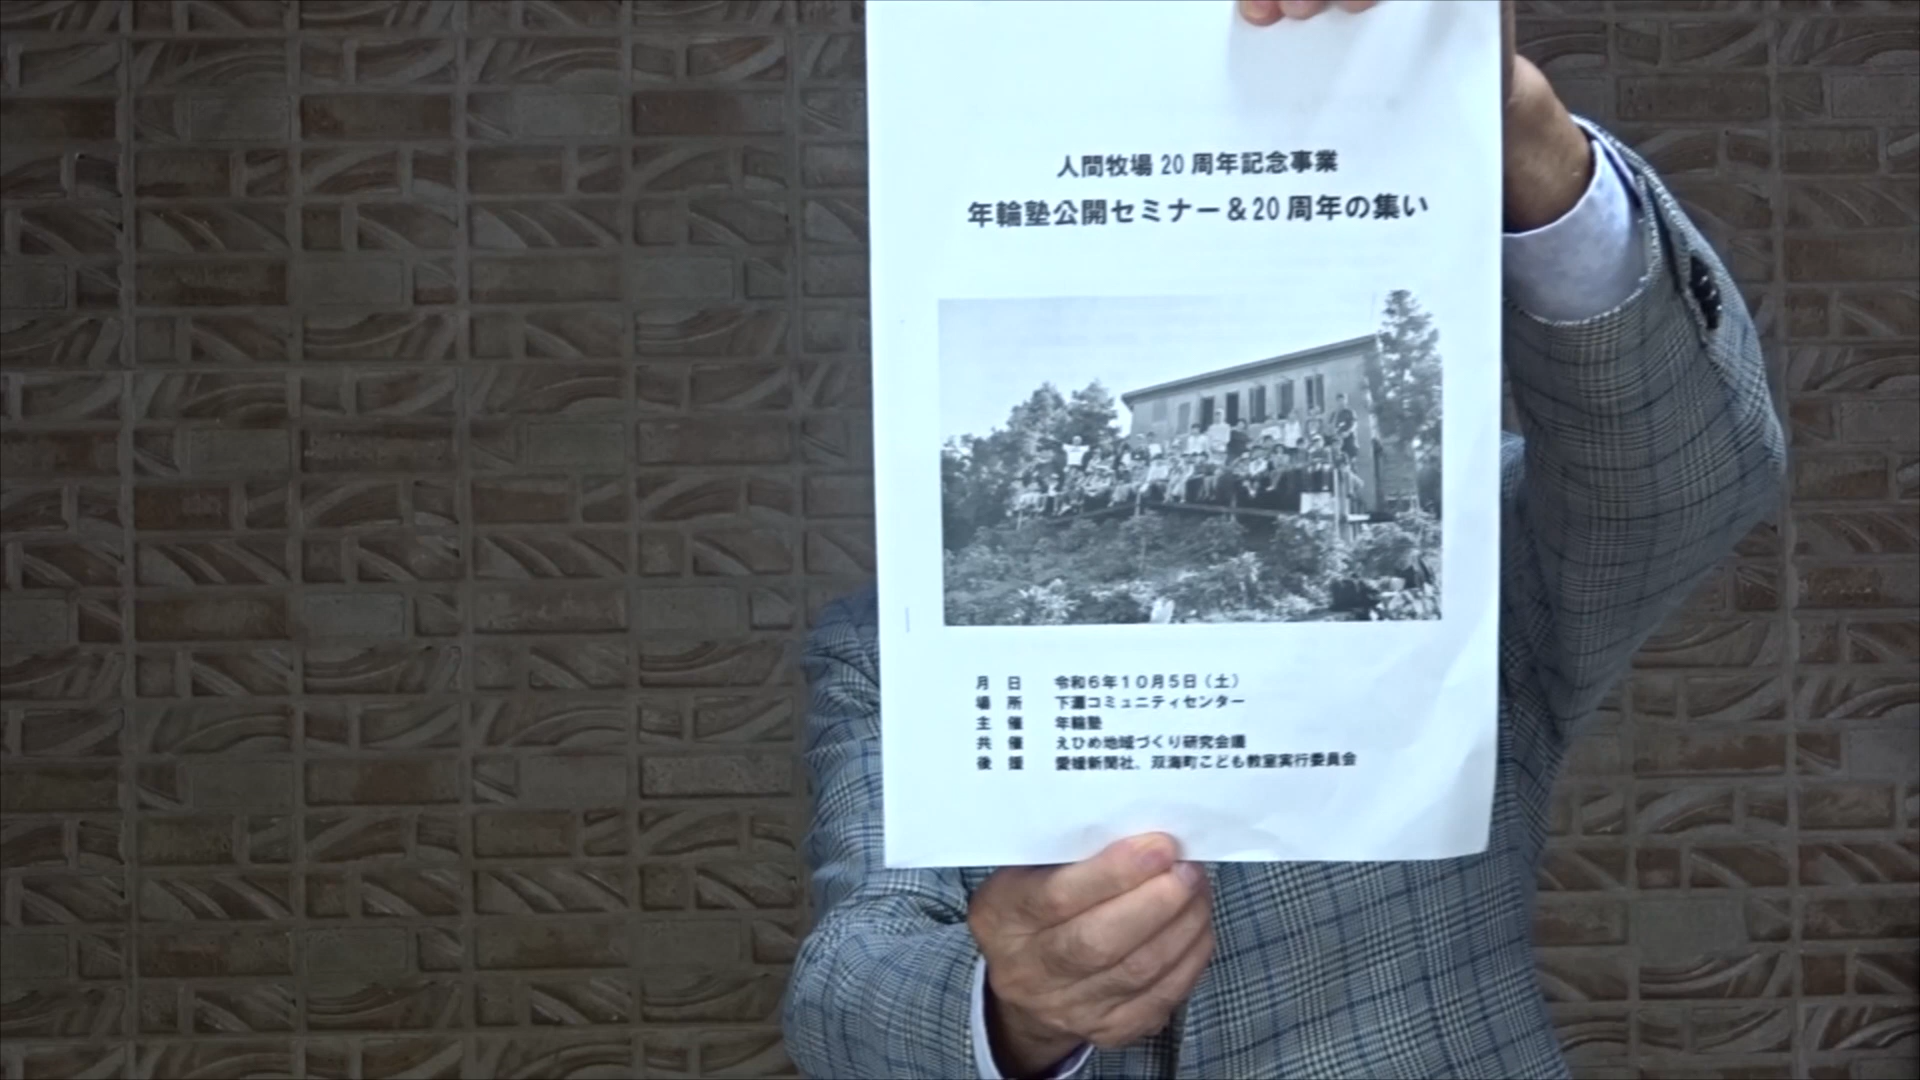 人間牧場 20 周年記念事業
年輪塾公開セミナー＆20 周年の集い
月　日　令和６年１０月５日（土）
場　所　下灘コミュニティセンター
主　催　年輪塾
共　催　えひめ地域づくり研究会議
後　援　愛媛新聞社、双海町こども教室実行委員会